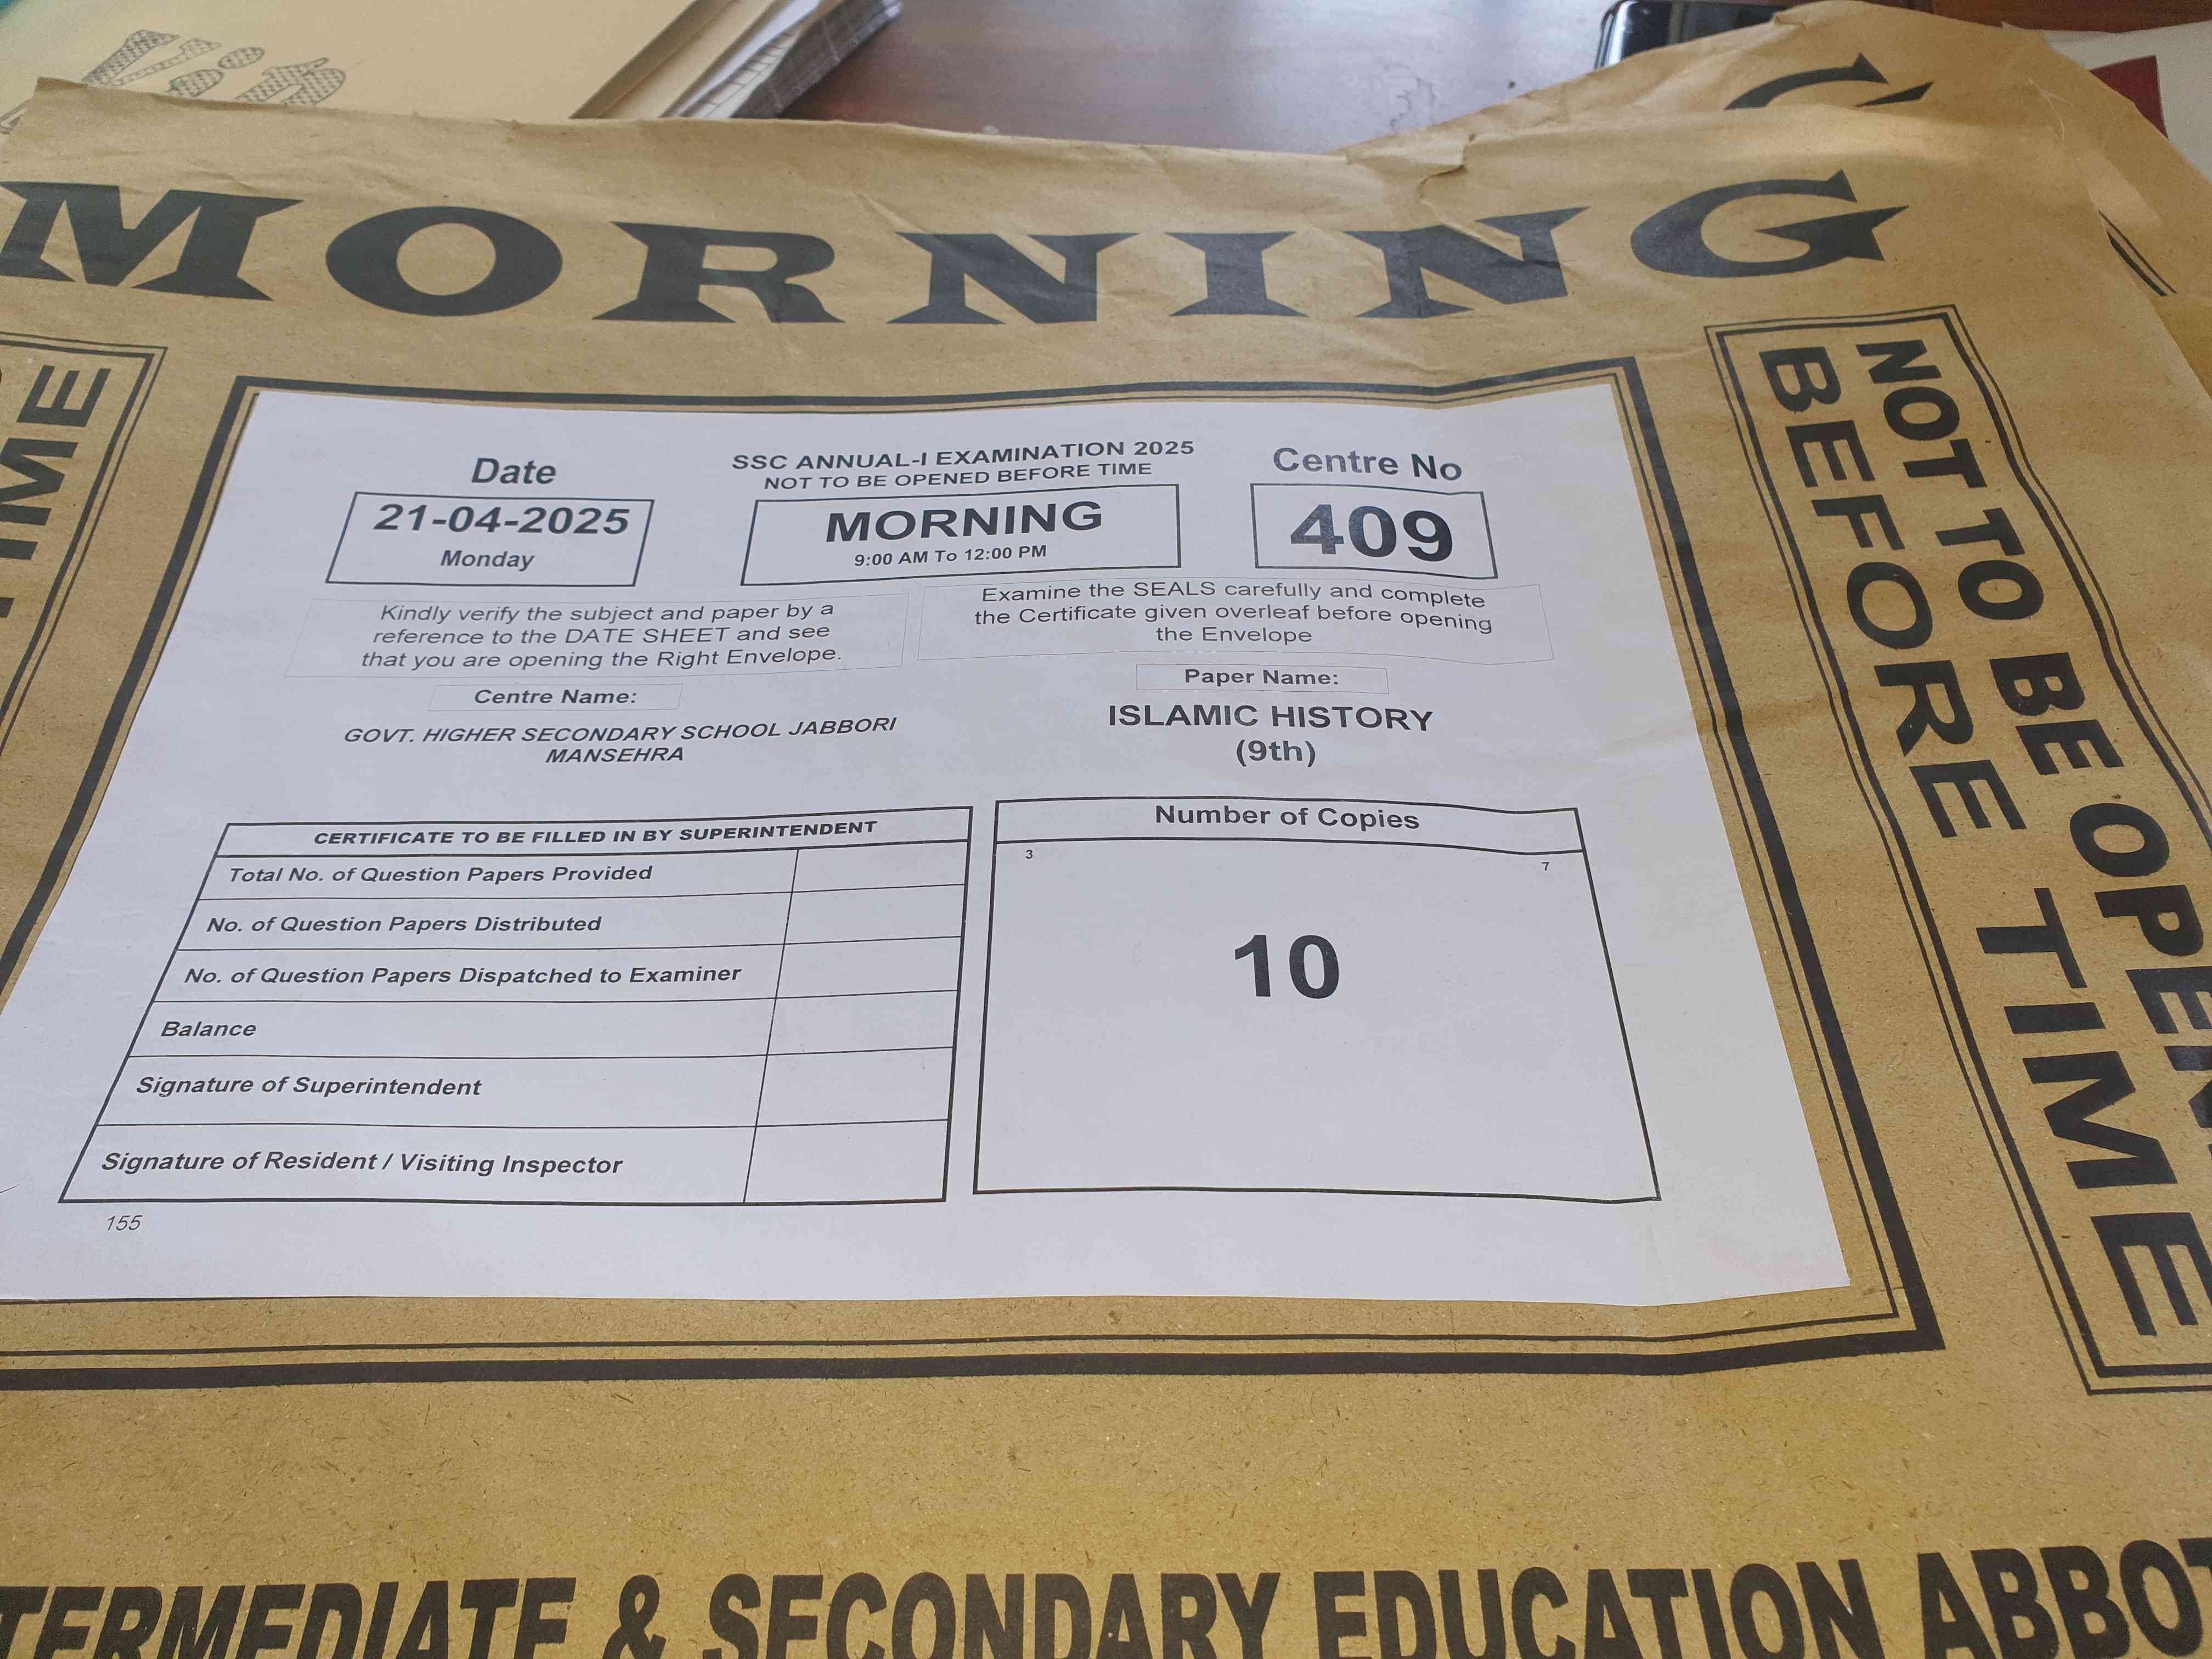 MORNING
TIME
NOT TO BE OPEN
BEFORE TIME
Date
21-04-2025
Monday
SSC ANNUAL-I EXAMINATION 2025
NOT TO BE OPENED BEFORE TIME
MORNING
9:00 AM To 12:00 PM
Centre No
409
Kindly verify the subject and paper by a
reference to the DATE SHEET and see
that you are opening the Right Envelope.
Examine the SEALS carefully and complete
the Certificate given overleaf before opening
the Envelope
Centre Name:
GOVT. HIGHER SECONDARY SCHOOL JABBORI
MANSEHRA
Paper Name:
ISLAMIC HISTORY
(9th)
CERTIFICATE TO BE FILLED IN BY SUPERINTENDENT
Total No. of Question Papers Provided
No. of Question Papers Distributed
No. of Question Papers Dispatched to Examiner
Balance
Signature of Superintendent
Signature of Resident / Visiting Inspector
Number of Copies
3
7
10
155
TERMEDIATE & SECONDARY EDUCATION ABBOT